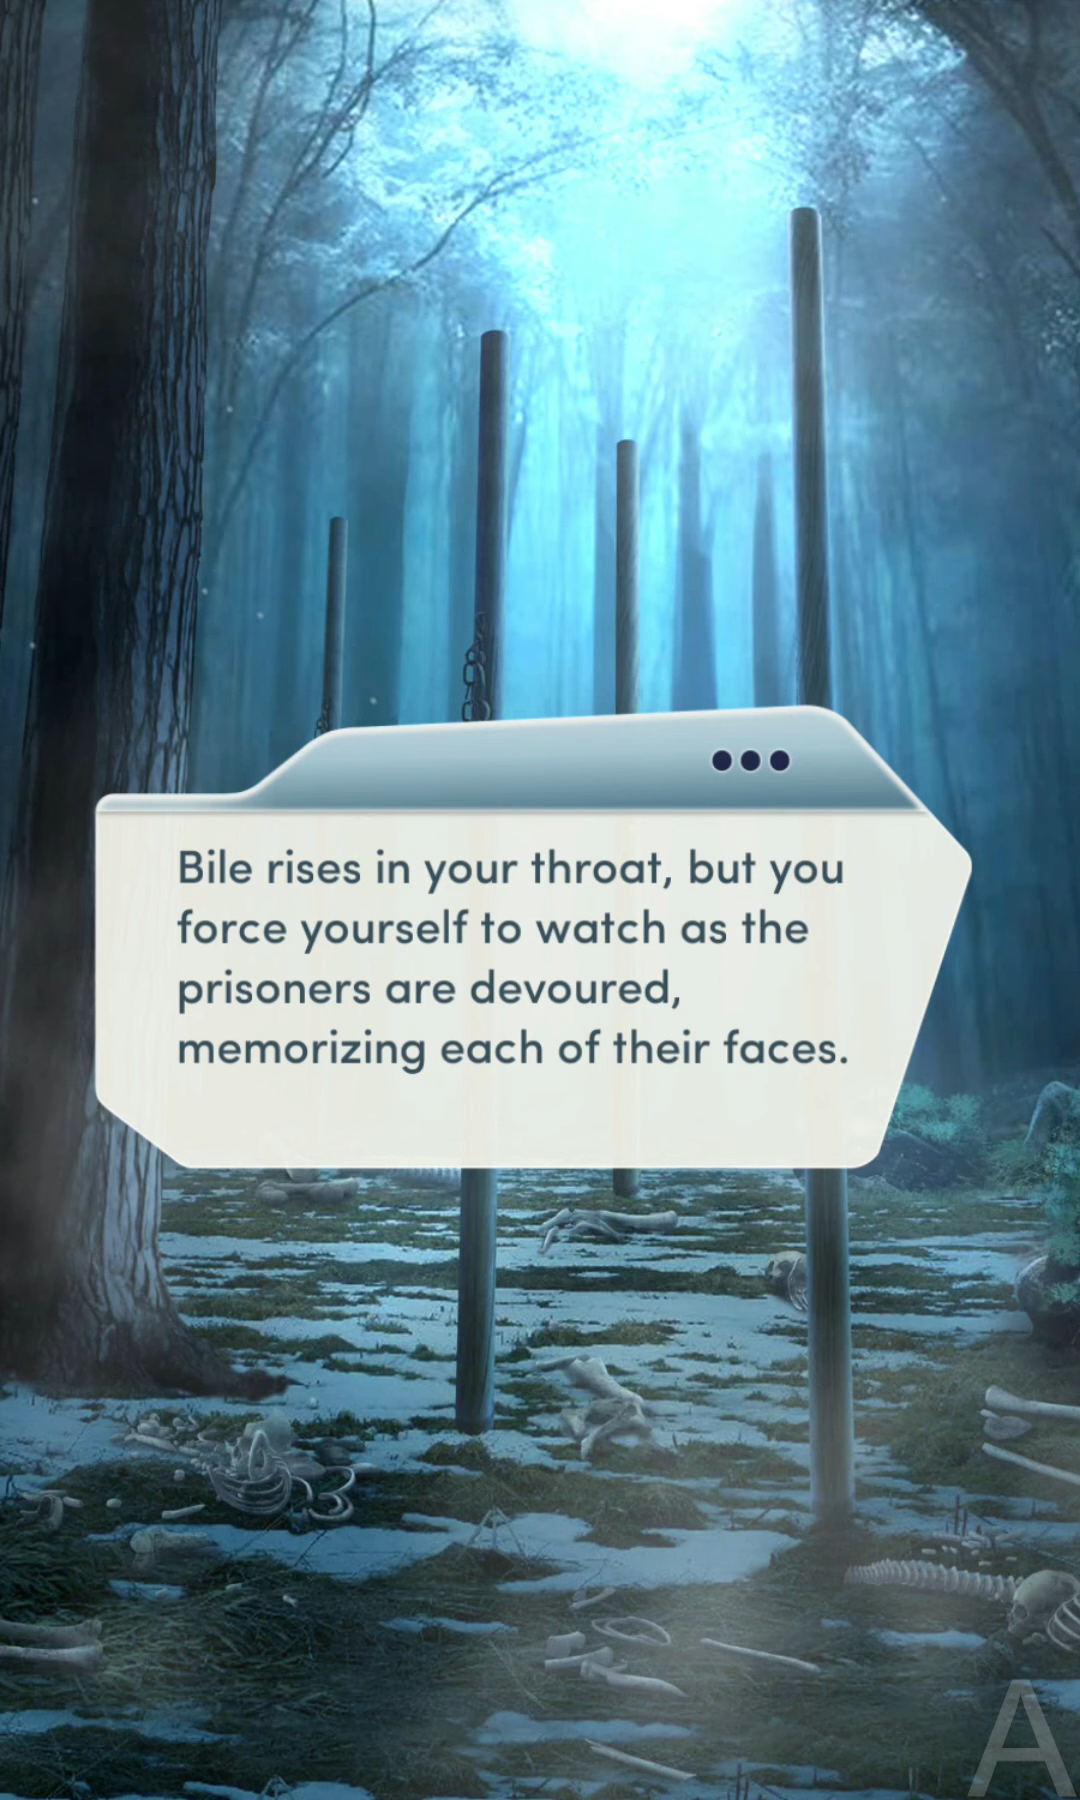 Bile rises in your throat, but you
force yourself to watch as the
prisoners are devoured,
memorizing each of their faces.
A